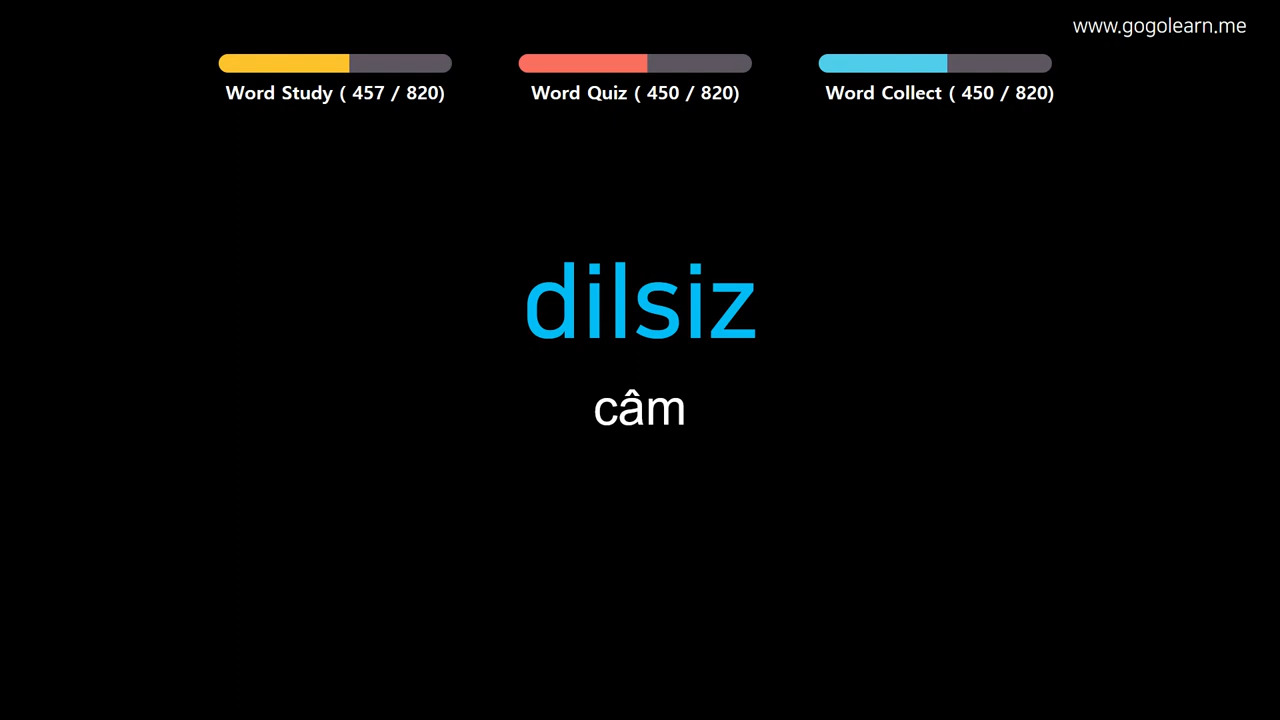 www.gogolearn.me
Word Study ( 457 / 820)
Word Quiz ( 450 / 820)
Word Collect ( 450 / 820)
dilsiz
câm